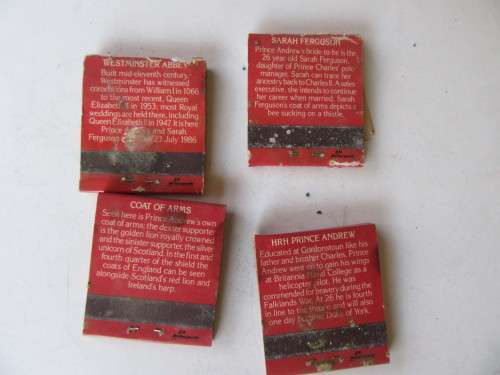 WESTMINSTER ABBEY
Built mid-eleventh century,
Westminster has witnessed
coronations from William I in 1066
to the most recent, Queen
Elizabeth II in 1953; most Royal
weddings are held there, including
Queen Elizabeth II in 1947. It is here
Prince and Sarah
Ferguson 23 July 1986.
SARAH FERGUSON
Prince Andrew's bride to be is the
26 year old Sarah Ferguson,
daughter of Prince Charles' polo
manager. Sarah can trace her
ancestry back to Charles II. A sales
executive, she intends to continue
her career when married. Sarah
Ferguson's coat of arms depicts a
bee sucking on a thistle.
COAT OF ARMS
Seen here is Prince Andrew's own
coat of arms; the dexter supporter
is the golden lion royally crowned
and the sinister supporter, the silver
unicorn of Scotland. In the first and
fourth quarter of the shield the
coats of England can be seen
alongside Scotland's red lion and
Ireland's harp.
HRH PRINCE ANDREW
Educated at Gordonstoun like his
father and brother Charles, Prince
Andrew went on to gain his wings
at Britannia Naval College as a
helicopter pilot. He was
commended for bravery during the
Falklands War. At 26 he is fourth
in line to the throne and will also
one day become Duke of York.